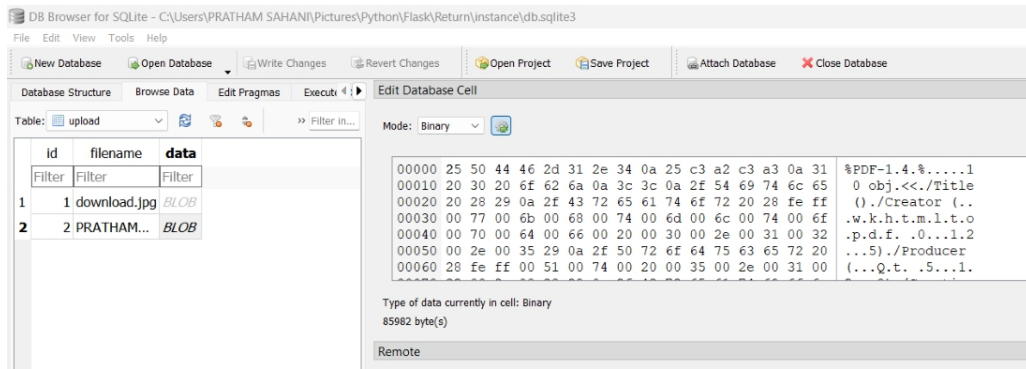 DB Browser for SQLite - C:\Users\PRATHAM SAHANI\Pictures\Python\Flask\Return\instance\db.sqlite3
File Edit View Tools Help
New Database Open Database Write Changes Revert Changes Open Project Save Project Attach Database Close Database
Database Structure Browse Data Edit Pragmas Execute Edit Database Cell
Table: upload >> Filter in... Mode: Binary
id filename data
Filter Filter Filter
1 1 download.jpg BLOB
2 2 PRATHAM... BLOB
00000 25 50 44 46 2d 31 2e 34 0a 25 c3 a2 c3 a3 0a 31 %PDF-1.4.%.....1
00010 20 30 20 6f 62 6a 0a 3c 3c 0a 2f 54 69 74 6c 65 0 obj.<<./Title
00020 20 28 29 0a 2f 43 72 65 61 74 6f 72 20 28 fe ff ()./Creator (..
00030 00 77 00 6b 00 68 00 74 00 6d 00 6c 00 74 00 6f .w.k.h.t.m.l.t.o
00040 00 70 00 64 00 66 00 20 00 30 00 2e 00 31 00 32 .p.d.f. .0...1.2
00050 00 2e 00 35 29 0a 2f 50 72 6f 64 75 63 65 72 20 ...5)./Producer
00060 28 fe ff 00 51 00 74 00 20 00 35 00 2e 00 31 00 (...Q.t. .5...1.
Type of data currently in cell: Binary
85982 byte(s)
Remote